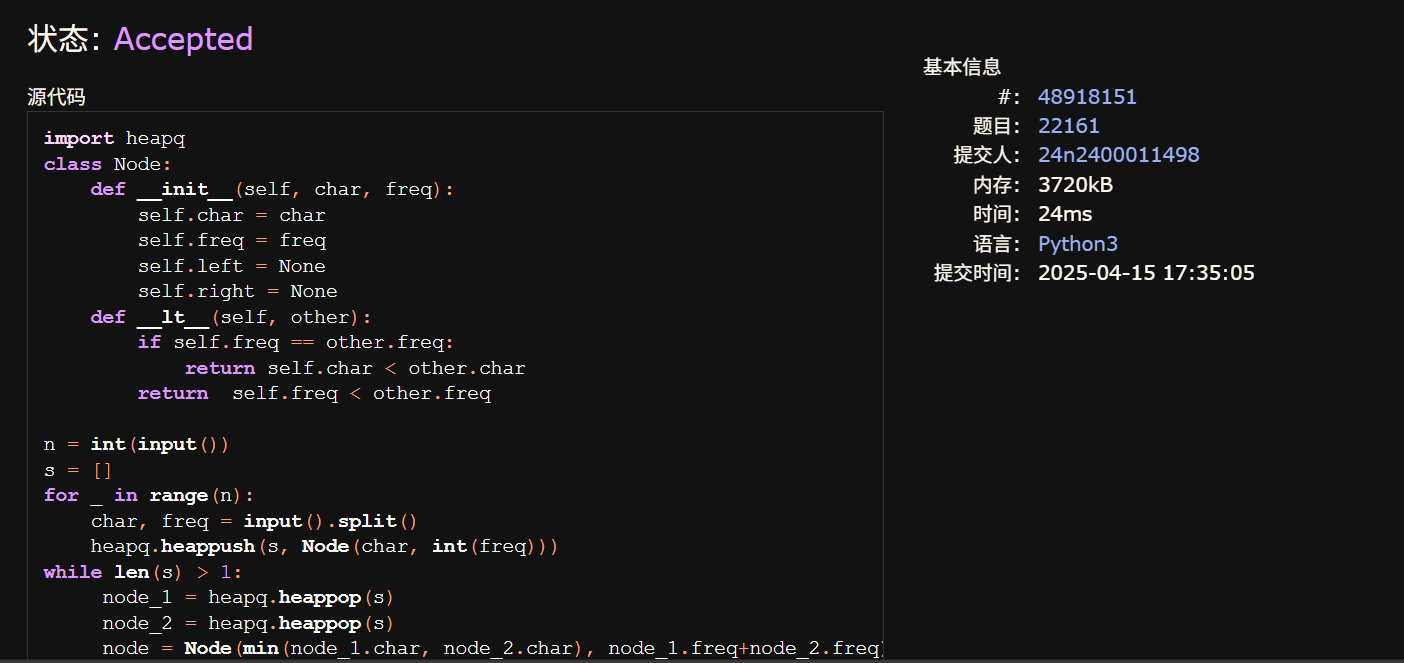 状态: Accepted
源代码
import heapq
class Node:
    def __init__(self, char, freq):
        self.char = char
        self.freq = freq
        self.left = None
        self.right = None
    def __lt__(self, other):
        if self.freq == other.freq:
            return self.char < other.char
        return  self.freq < other.freq

n = int(input())
s = []
for _ in range(n):
    char, freq = input().split()
    heapq.heappush(s, Node(char, int(freq)))
while len(s) > 1:
     node_1 = heapq.heappop(s)
     node_2 = heapq.heappop(s)
     node = Node(min(node_1.char, node_2.char), node_1.freq+node_2.freq)
基本信息
#: 48918151
题目: 22161
提交人: 24n2400011498
内存: 3720kB
时间: 24ms
语言: Python3
提交时间: 2025-04-15 17:35:05